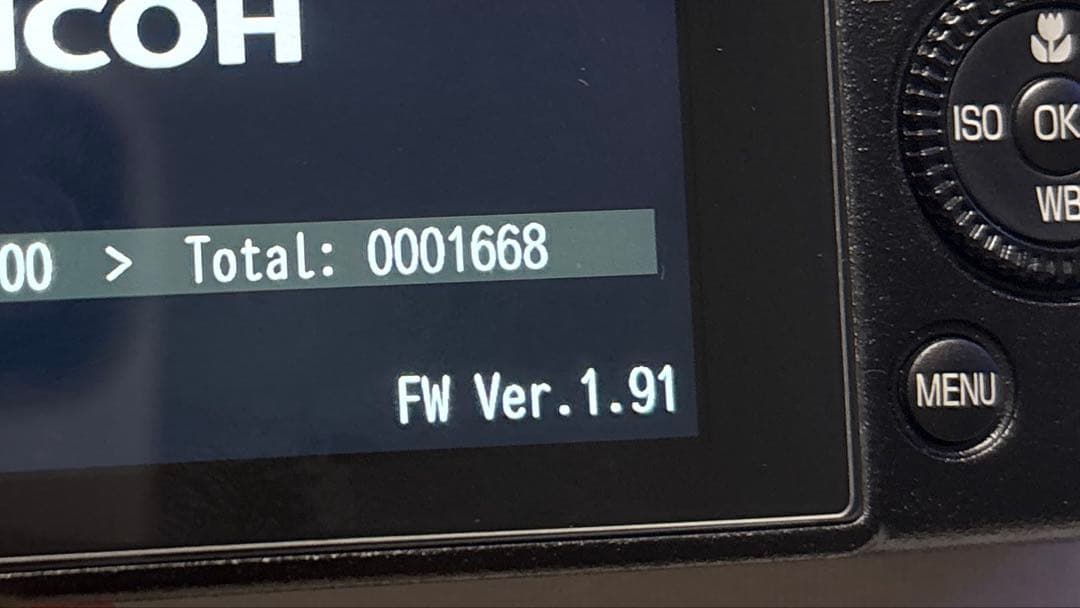 ICOH
ISO
OK
WB
00 > Total: 0001668
FW Ver.1.91
MENU